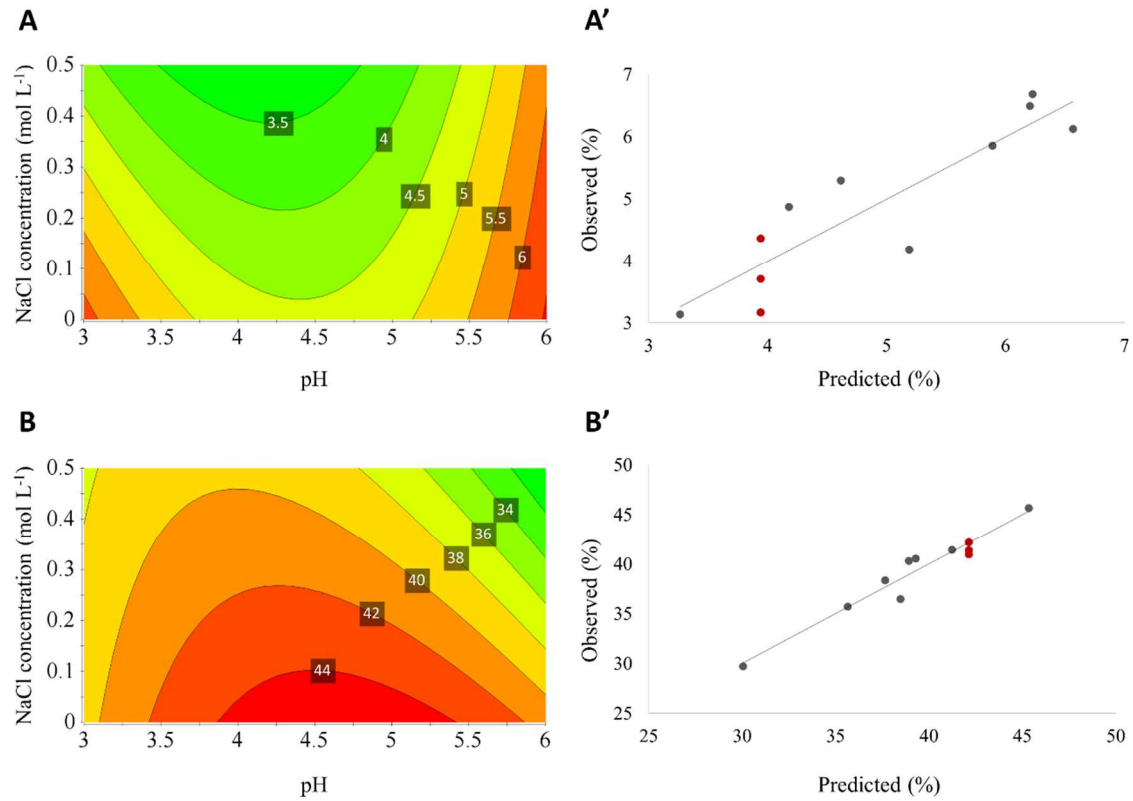 A
NaCl concentration (mol L⁻¹)
0.5
0.4
0.3
0.2
0.1
0
3.5
4
4.5
5
5.5
6
3 3.5 4 4.5 5 5.5 6
pH
A’
Observed (%)
7
6
5
4
3
3 4 5 6 7
Predicted (%)
B
NaCl concentration (mol L⁻¹)
0.5
0.4
0.3
0.2
0.1
0
34
36
38
40
42
44
3 3.5 4 4.5 5 5.5 6
pH
B’
Observed (%)
50
45
40
35
30
25
25 30 35 40 45 50
Predicted (%)